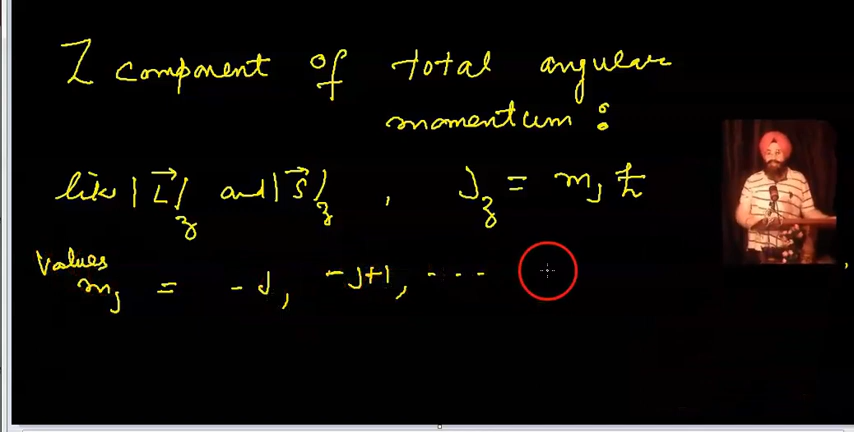 Z component of total angular
momentum :
like |L⃗|z and |S⃗|z , Jz = mJ ħ
Values
mJ = -J, -J+1, ----